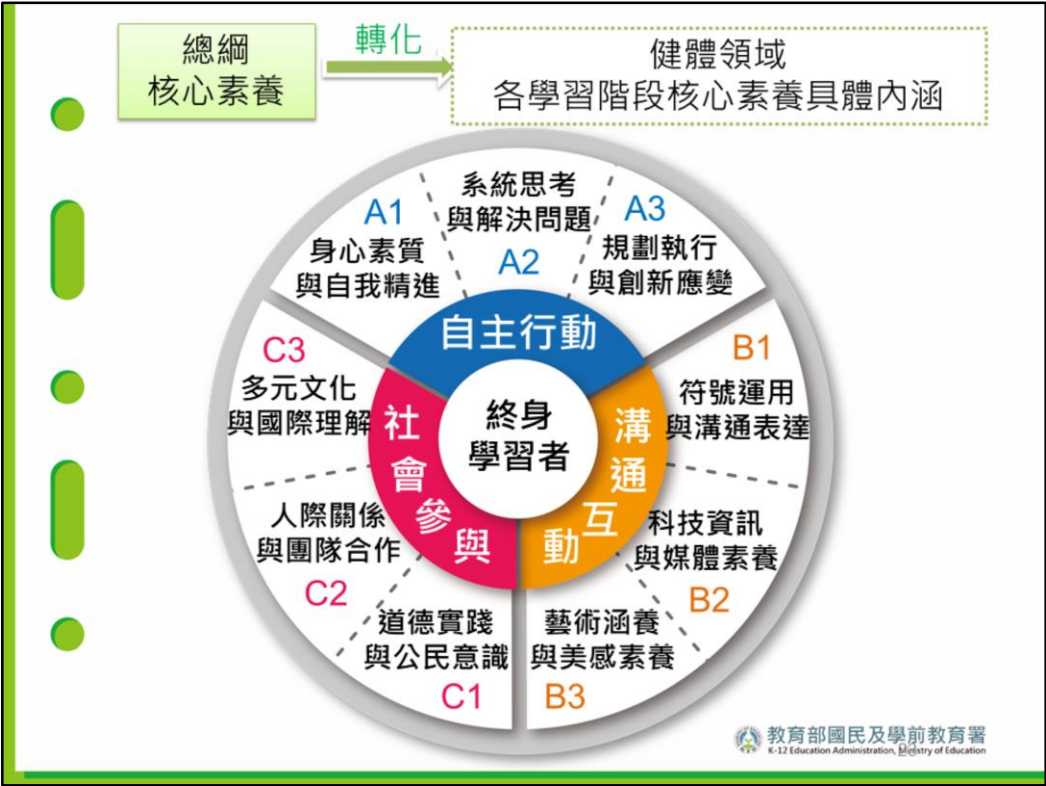 總綱
核心素養
轉化
健體領域
各學習階段核心素養具體內涵
A1
身心素質
與自我精進
系統思考
與解決問題
A2
A3
規劃執行
與創新應變
自主行動
B1
符號運用
與溝通表達
科技資訊
與媒體素養
B2
藝術涵養
與美感素養
B3
溝通互動
C3
多元文化
與國際理解
人際關係
與團隊合作
C2
道德實踐
與公民意識
C1
社會參與
終身
學習者
教育部國民及學前教育署
K-12 Education Administration, Ministry of Education